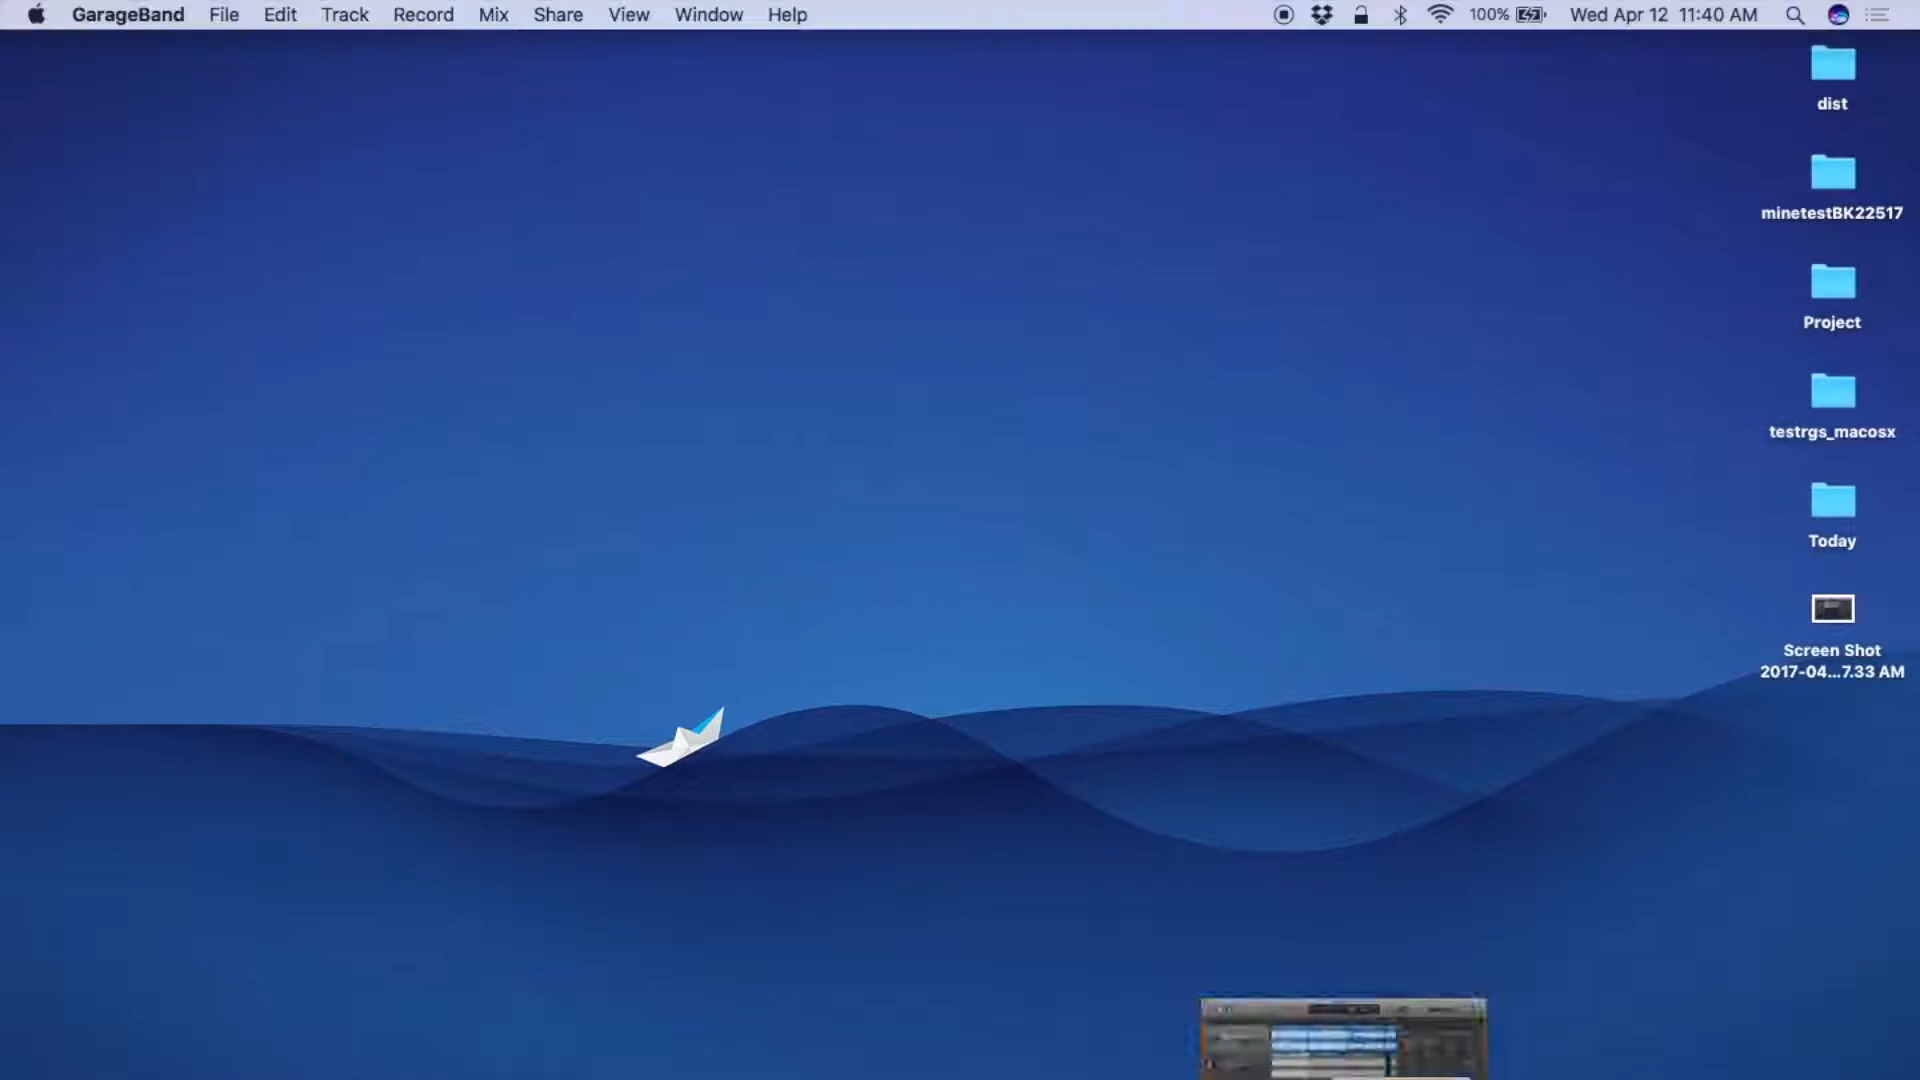 GarageBand File Edit Track Record Mix Share View Window Help 100% Wed Apr 12 11:40 AM
dist
minetestBK22517
Project
testrgs_macosx
Today
Screen Shot
2017-04...7.33 AM